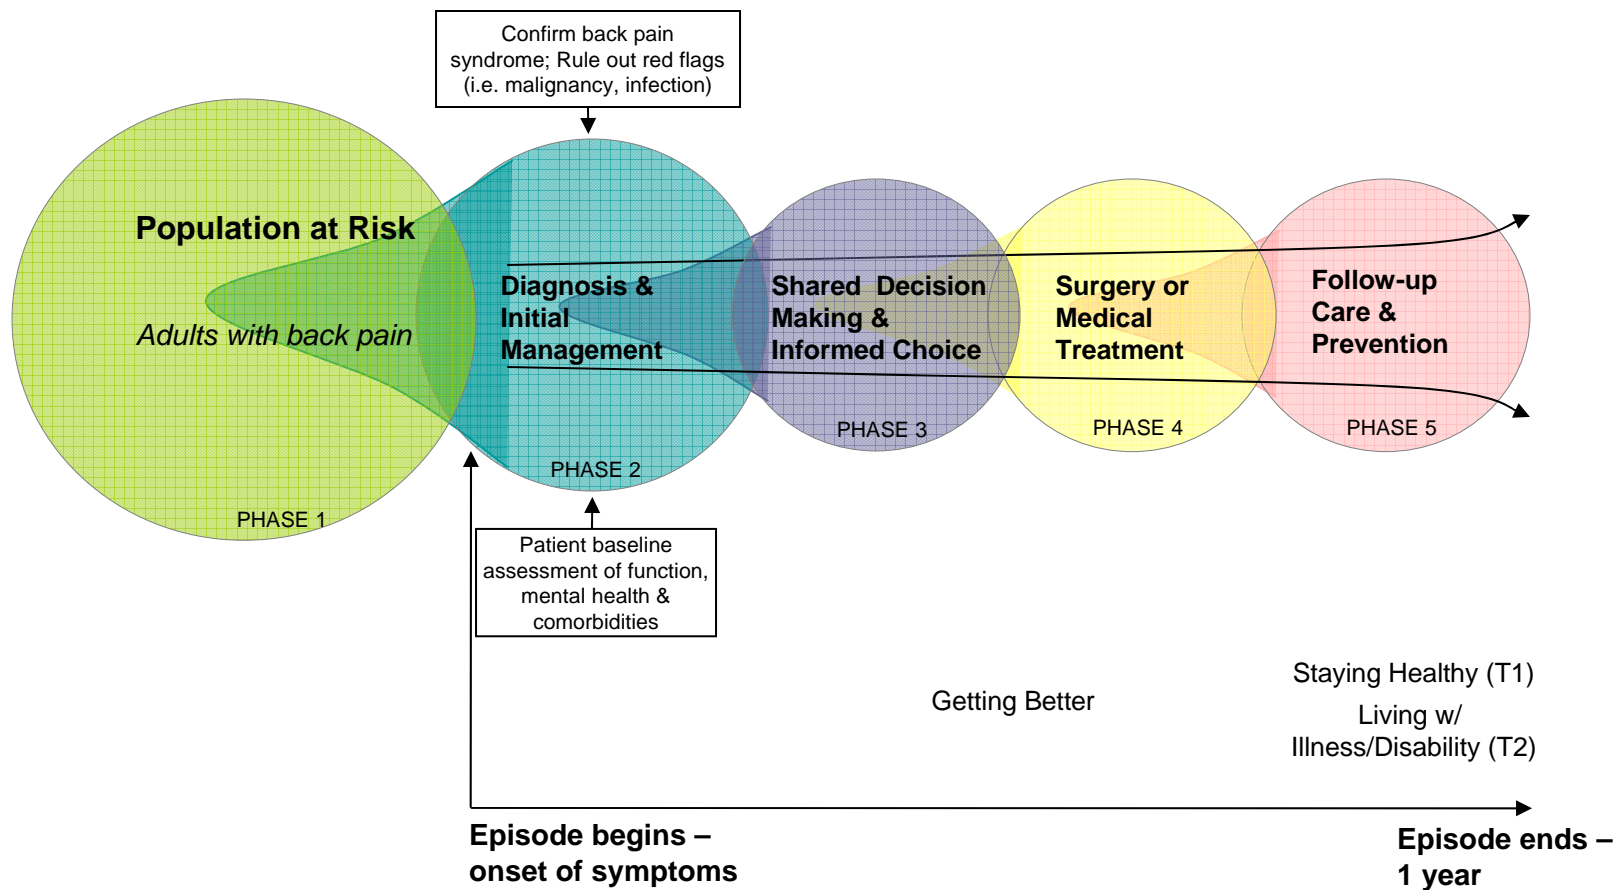 Confirm back pain
syndrome; Rule out red flags
(i.e. malignancy, infection)
Population at Risk
Adults with back pain
PHASE 1
Diagnosis &
Initial
Management
PHASE 2
Shared  Decision
Making &
Informed Choice
PHASE 3
Surgery or
Medical
Treatment
PHASE 4
Follow-up
Care &
Prevention
PHASE 5
Patient baseline
assessment of function,
mental health &
comorbidities
Getting Better
Staying Healthy (T1)
Living w/
Illness/Disability (T2)
Episode begins –
onset of symptoms
Episode ends –
1 year